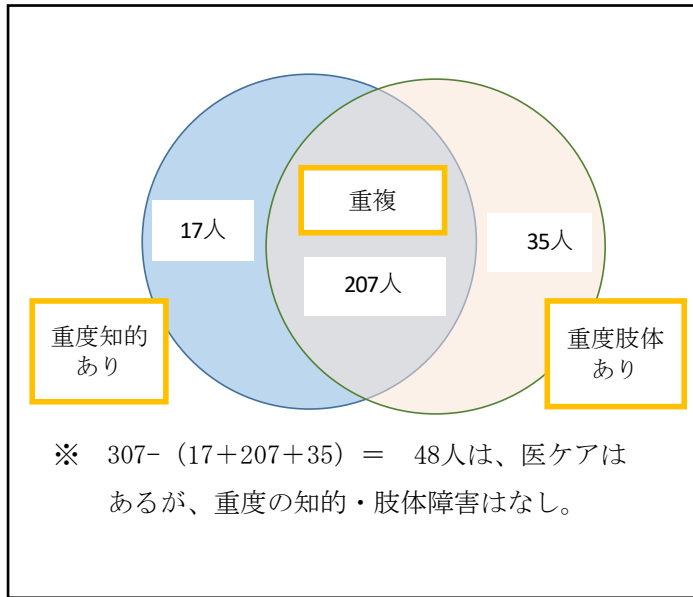 重複
17人
35人
207人
重度知的
あり
重度肢体
あり
※ 307-（17＋207＋35）＝ 48人は、医ケアは
あるが、重度の知的・肢体障害はなし。